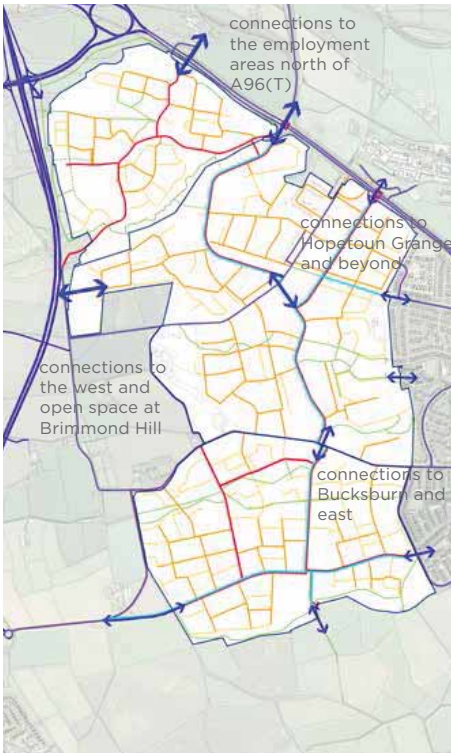 connections to
the employment
areas north of
A96(T)
connections to
Hopetoun Grange
and beyond
connections to
the west and
open space at
Brimmond Hill
connections to
Bucksburn and
east